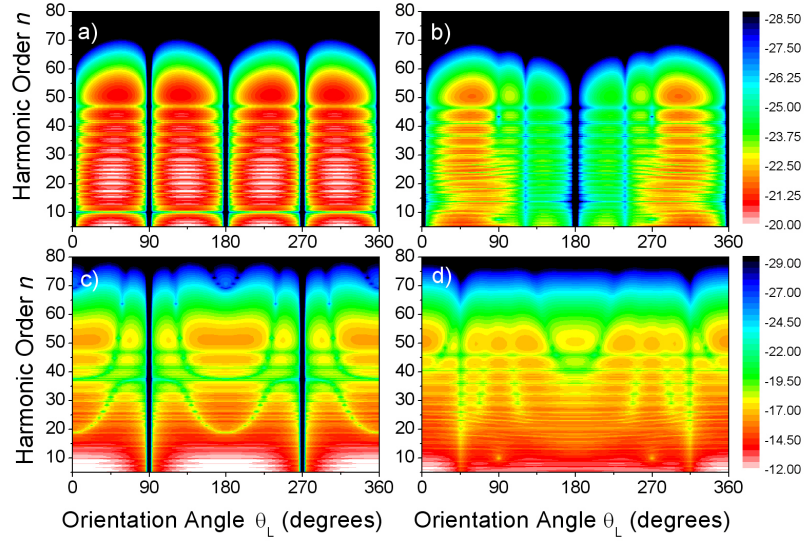 80
70
60
50
40
30
20
10
Harmonic Order n
a)
0 90 180 270 360
b)
0 90 180 270 360
-28.50
-26.75
-25.00
-23.25
-21.50
-20.00
80
70
60
50
40
30
20
10
Harmonic Order n
c)
0 90 180 270 360
d)
0 90 180 270 360
-29.50
-27.00
-24.50
-22.00
-19.50
-17.00
-14.50
-12.00
Orientation Angle θL (degrees)
Orientation Angle θL (degrees)